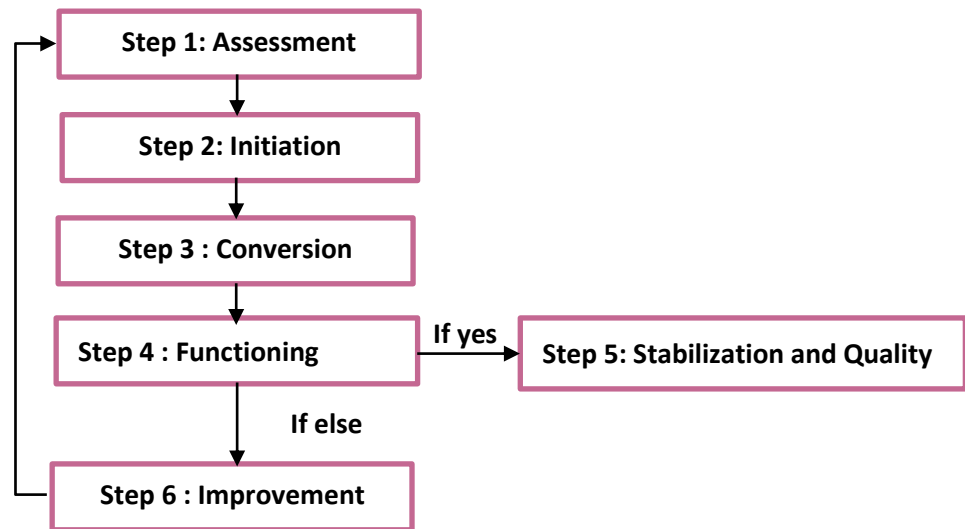 Step 1: Assessment
Step 2: Initiation
Step 3 : Conversion
Step 4 : Functioning
If yes
Step 5: Stabilization and Quality
If else
Step 6 : Improvement